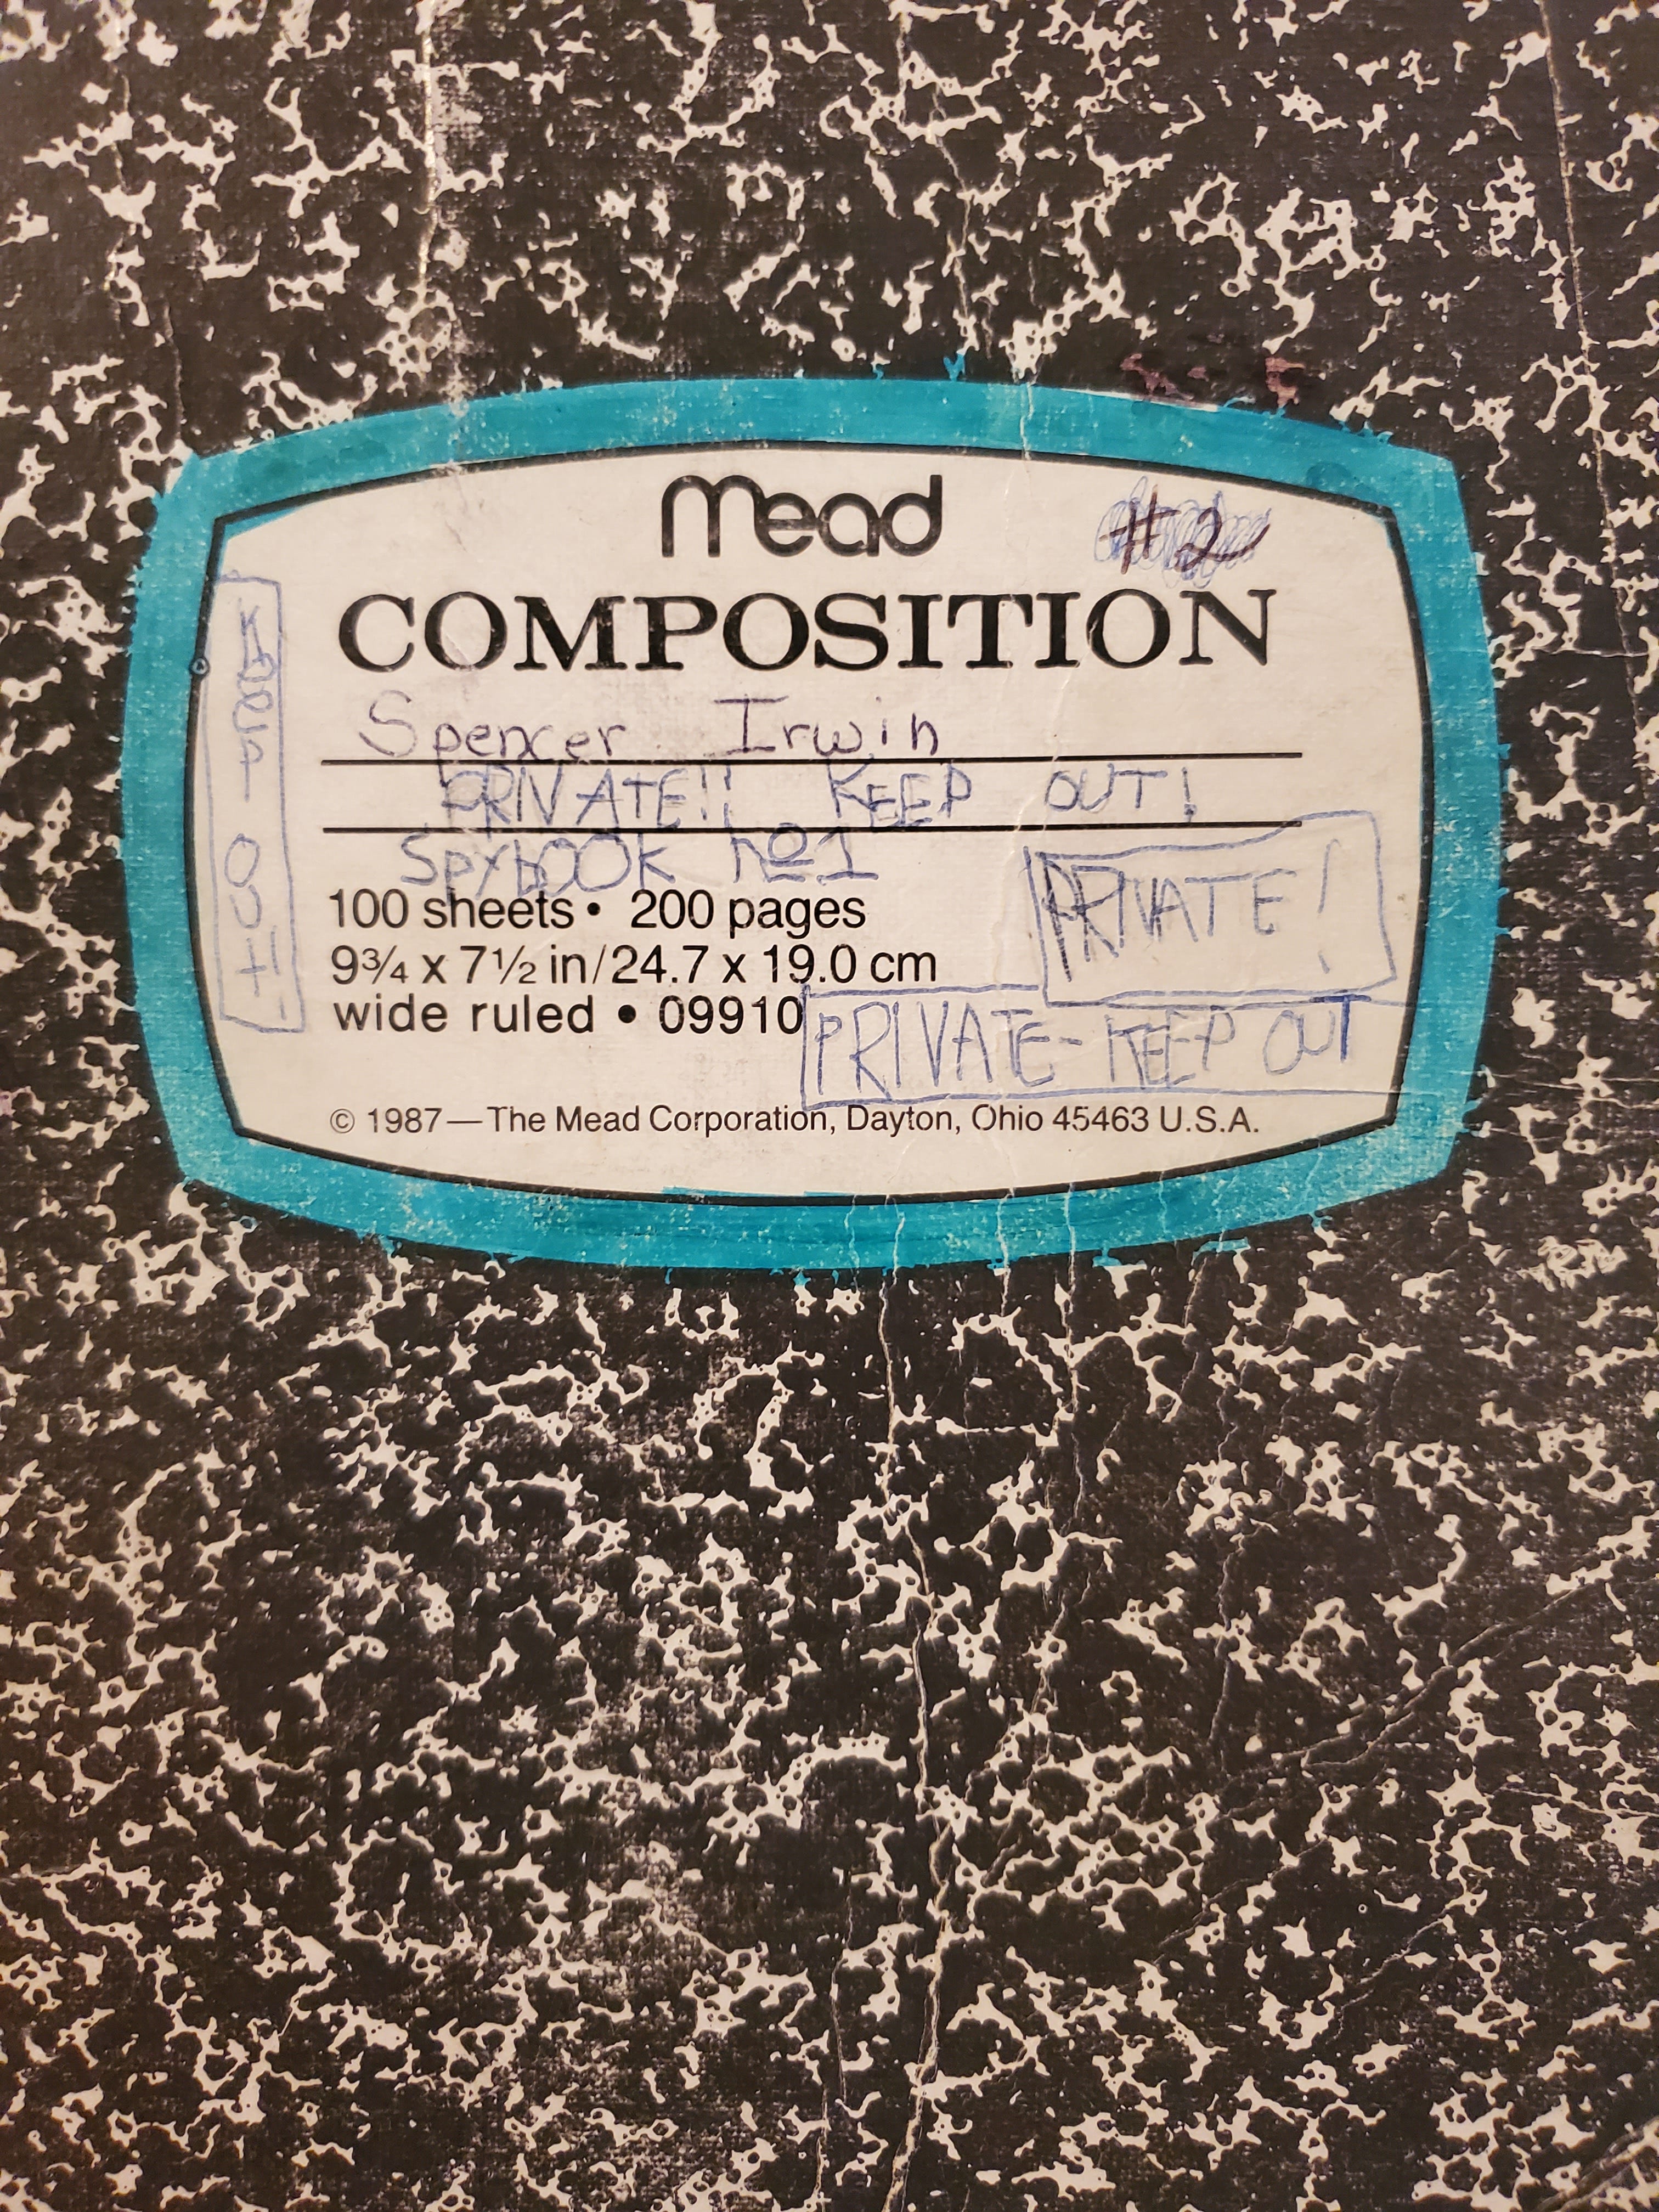 Mead
#2
COMPOSITION
KEEP OUT!
Spencer Irwin
PRIVATE!! KEEP OUT!
Spybook no. 1
PRIVATE!
100 sheets • 200 pages
9¾ x 7½ in/24.7 x 19.0 cm
wide ruled • 09910
PRIVATE-KEEP OUT
© 1987—The Mead Corporation, Dayton, Ohio 45463 U.S.A.